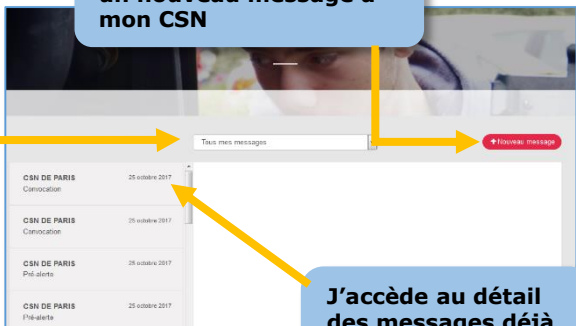 un nouveau message à
mon CSN
Tous mes messages
+Nouveau message
CSN DE PARIS 25 octobre 2017
Convocation
CSN DE PARIS 25 octobre 2017
Convocation
CSN DE PARIS 25 octobre 2017
Pré-alerte
CSN DE PARIS 25 octobre 2017
Pré-alerte
J’accède au détail
des messages déjà